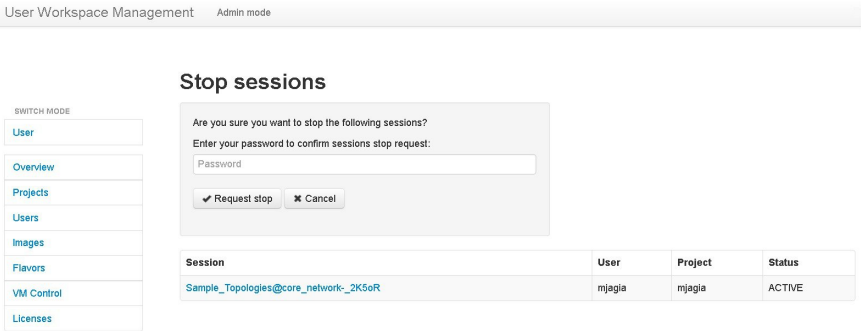 User Workspace Management Admin mode
Stop sessions
SWITCH MODE
User
Overview
Projects
Users
Images
Flavors
VM Control
Licenses
Are you sure you want to stop the following sessions?
Enter your password to confirm sessions stop request:
Password
✔ Request stop ✖ Cancel
Session User Project Status
Sample_Topologies@core_network-_2K5oR mjagia mjagia ACTIVE